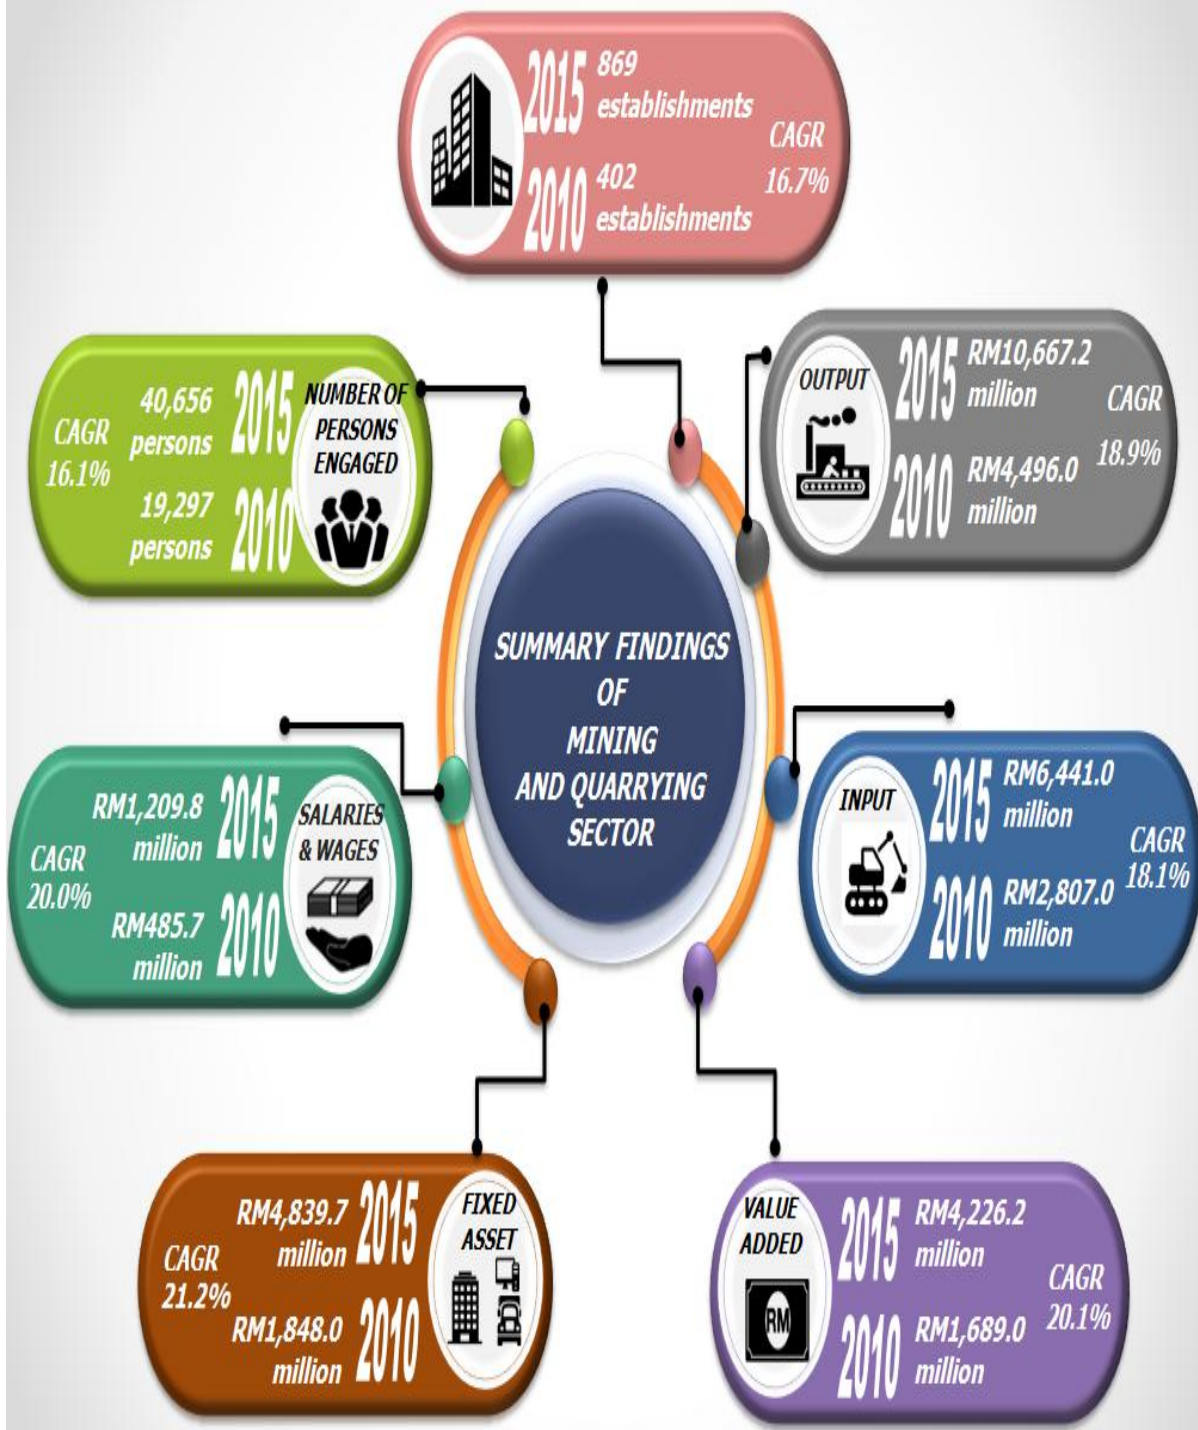 2015
869
establishments
2010
402
establishments
CAGR
16.7%
NUMBER OF
PERSONS
ENGAGED
2015
40,656
persons
2010
19,297
persons
CAGR
16.1%
OUTPUT
2015
RM10,667.2
million
2010
RM4,496.0
million
CAGR
18.9%
SUMMARY FINDINGS
OF
MINING
AND QUARRYING
SECTOR
SALARIES
& WAGES
2015
RM1,209.8
million
2010
RM485.7
million
CAGR
20.0%
INPUT
2015
RM6,441.0
million
2010
RM2,807.0
million
CAGR
18.1%
FIXED
ASSET
2015
RM4,839.7
million
2010
RM1,848.0
million
CAGR
21.2%
VALUE
ADDED
RM
2015
RM4,226.2
million
2010
RM1,689.0
million
CAGR
20.1%